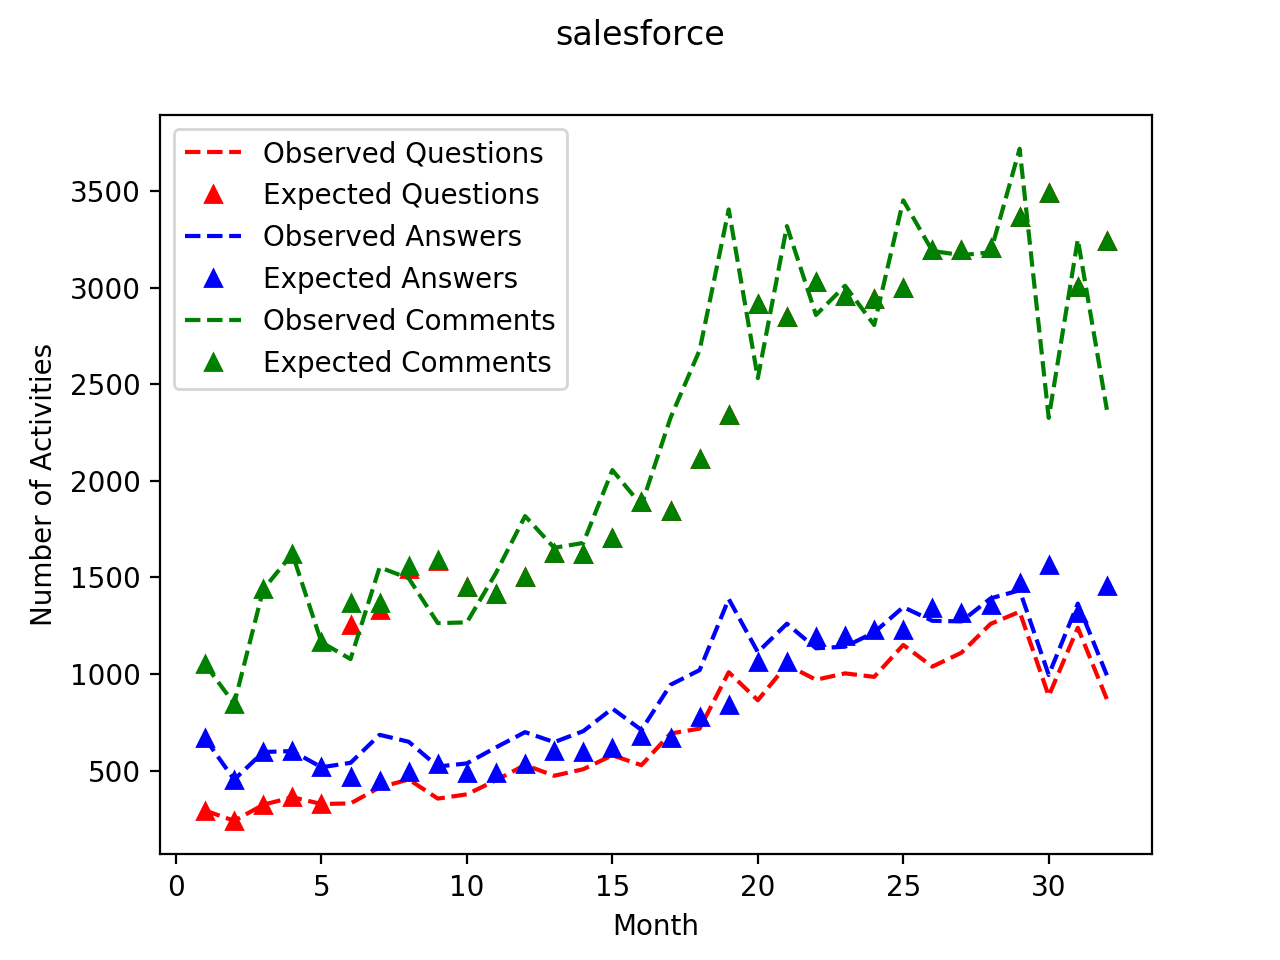 salesforce
Observed Questions
Expected Questions
Observed Answers
Expected Answers
Observed Comments
Expected Comments
3500
3000
2500
2000
1500
1000
500
Number of Activities
0 5 10 15 20 25 30
Month